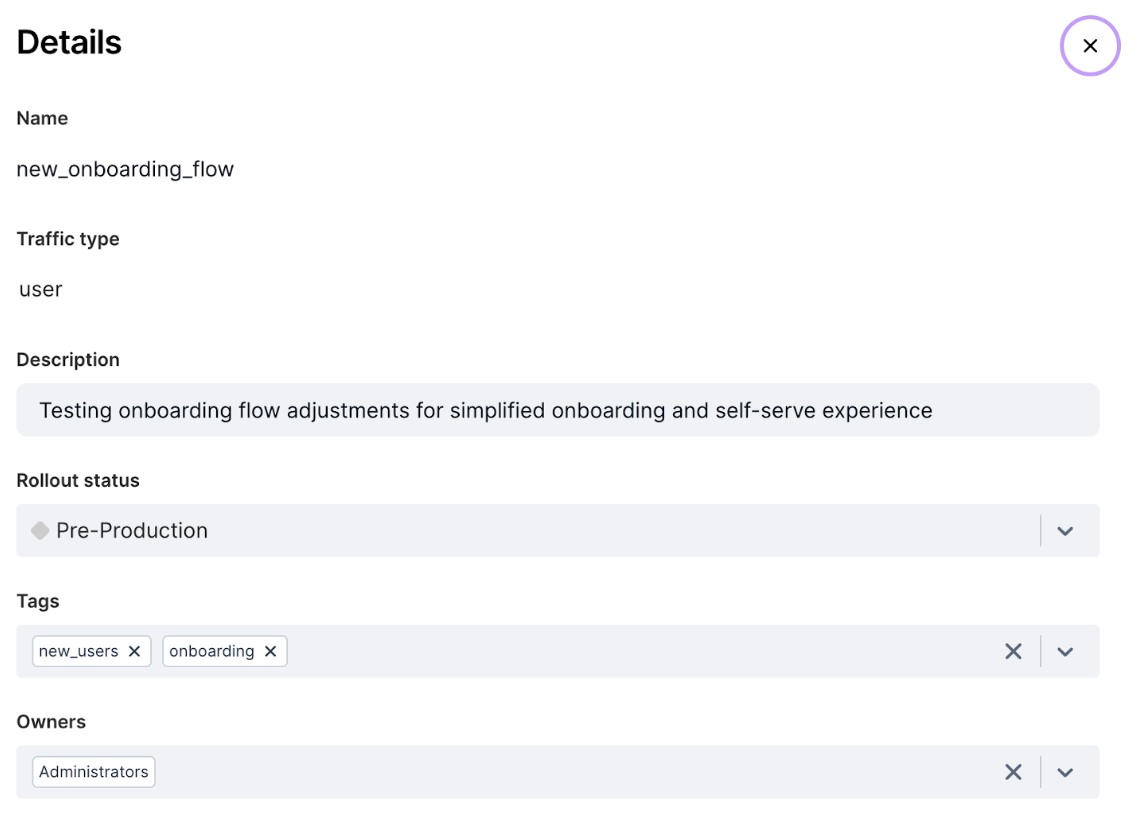 Details
Name
new_onboarding_flow
Traffic type
user
Description
Testing onboarding flow adjustments for simplified onboarding and self-serve experience
Rollout status
Pre-Production
Tags
new_users onboarding
Owners
Administrators